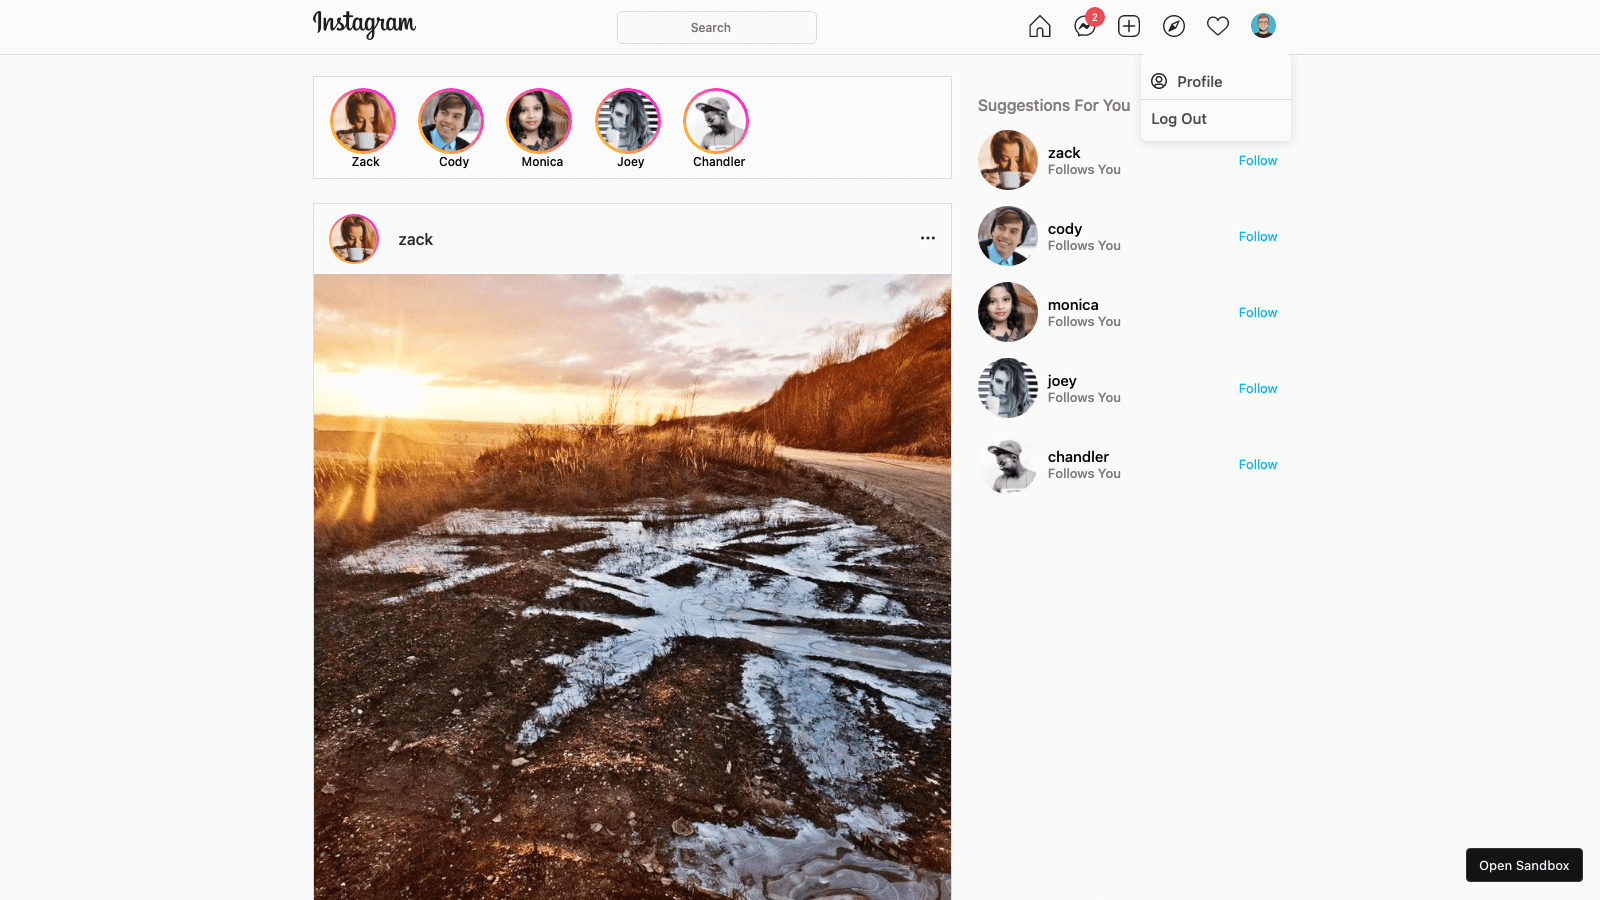 Instagram
Search
2
Profile
Log Out
Zack
Cody
Monica
Joey
Chandler
Suggestions For You
zack
Follows You
Follow
cody
Follows You
Follow
monica
Follows You
Follow
joey
Follows You
Follow
chandler
Follows You
Follow
zack
Open Sandbox